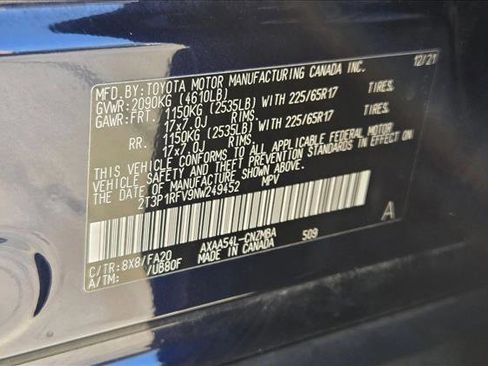 MFD.BY:TOYOTA MOTOR MANUFACTURING CANADA INC. 12/21
GVWR:2090KG (4610LB)
GAWR:FRT. 1150KG (2535LB) WITH 225/65R17 TIRES,
17x7.0J RIMS.
RR. 1150KG (2535LB) WITH 225/65R17 TIRES,
17x7.0J RIMS.
THIS VEHICLE CONFORMS TO ALL APPLICABLE FEDERAL MOTOR
VEHICLE SAFETY AND THEFT PREVENTION STANDARDS IN EFFECT ON
THE DATE OF MANUFACTURE SHOWN ABOVE.
2T3P1RFV9NW249452 MPV
A
C/TR:8X8/FA20 AXAA54L-CNZMBA 509
A/TM: /UB80F MADE IN CANADA